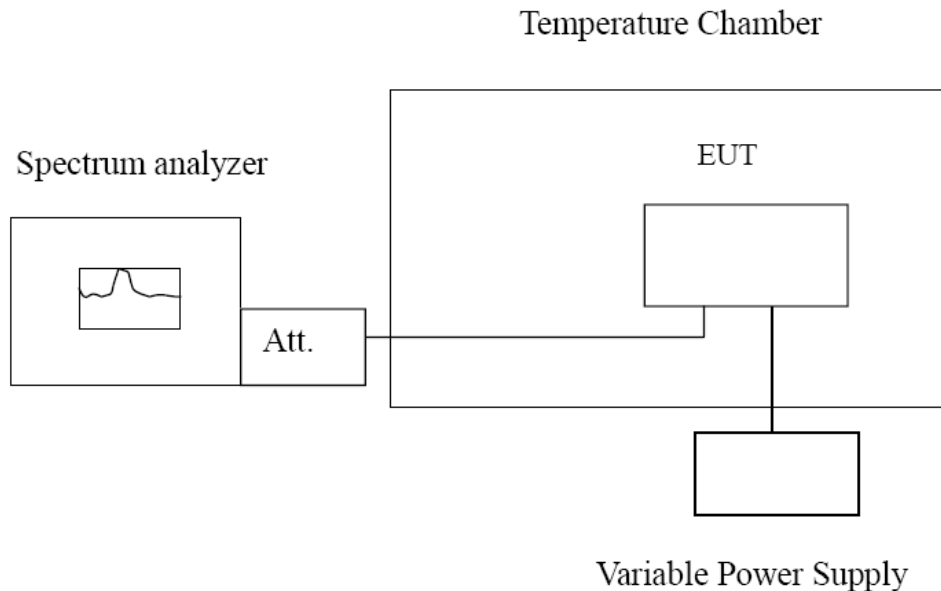 Temperature Chamber
Spectrum analyzer
EUT
Att.
Variable Power Supply